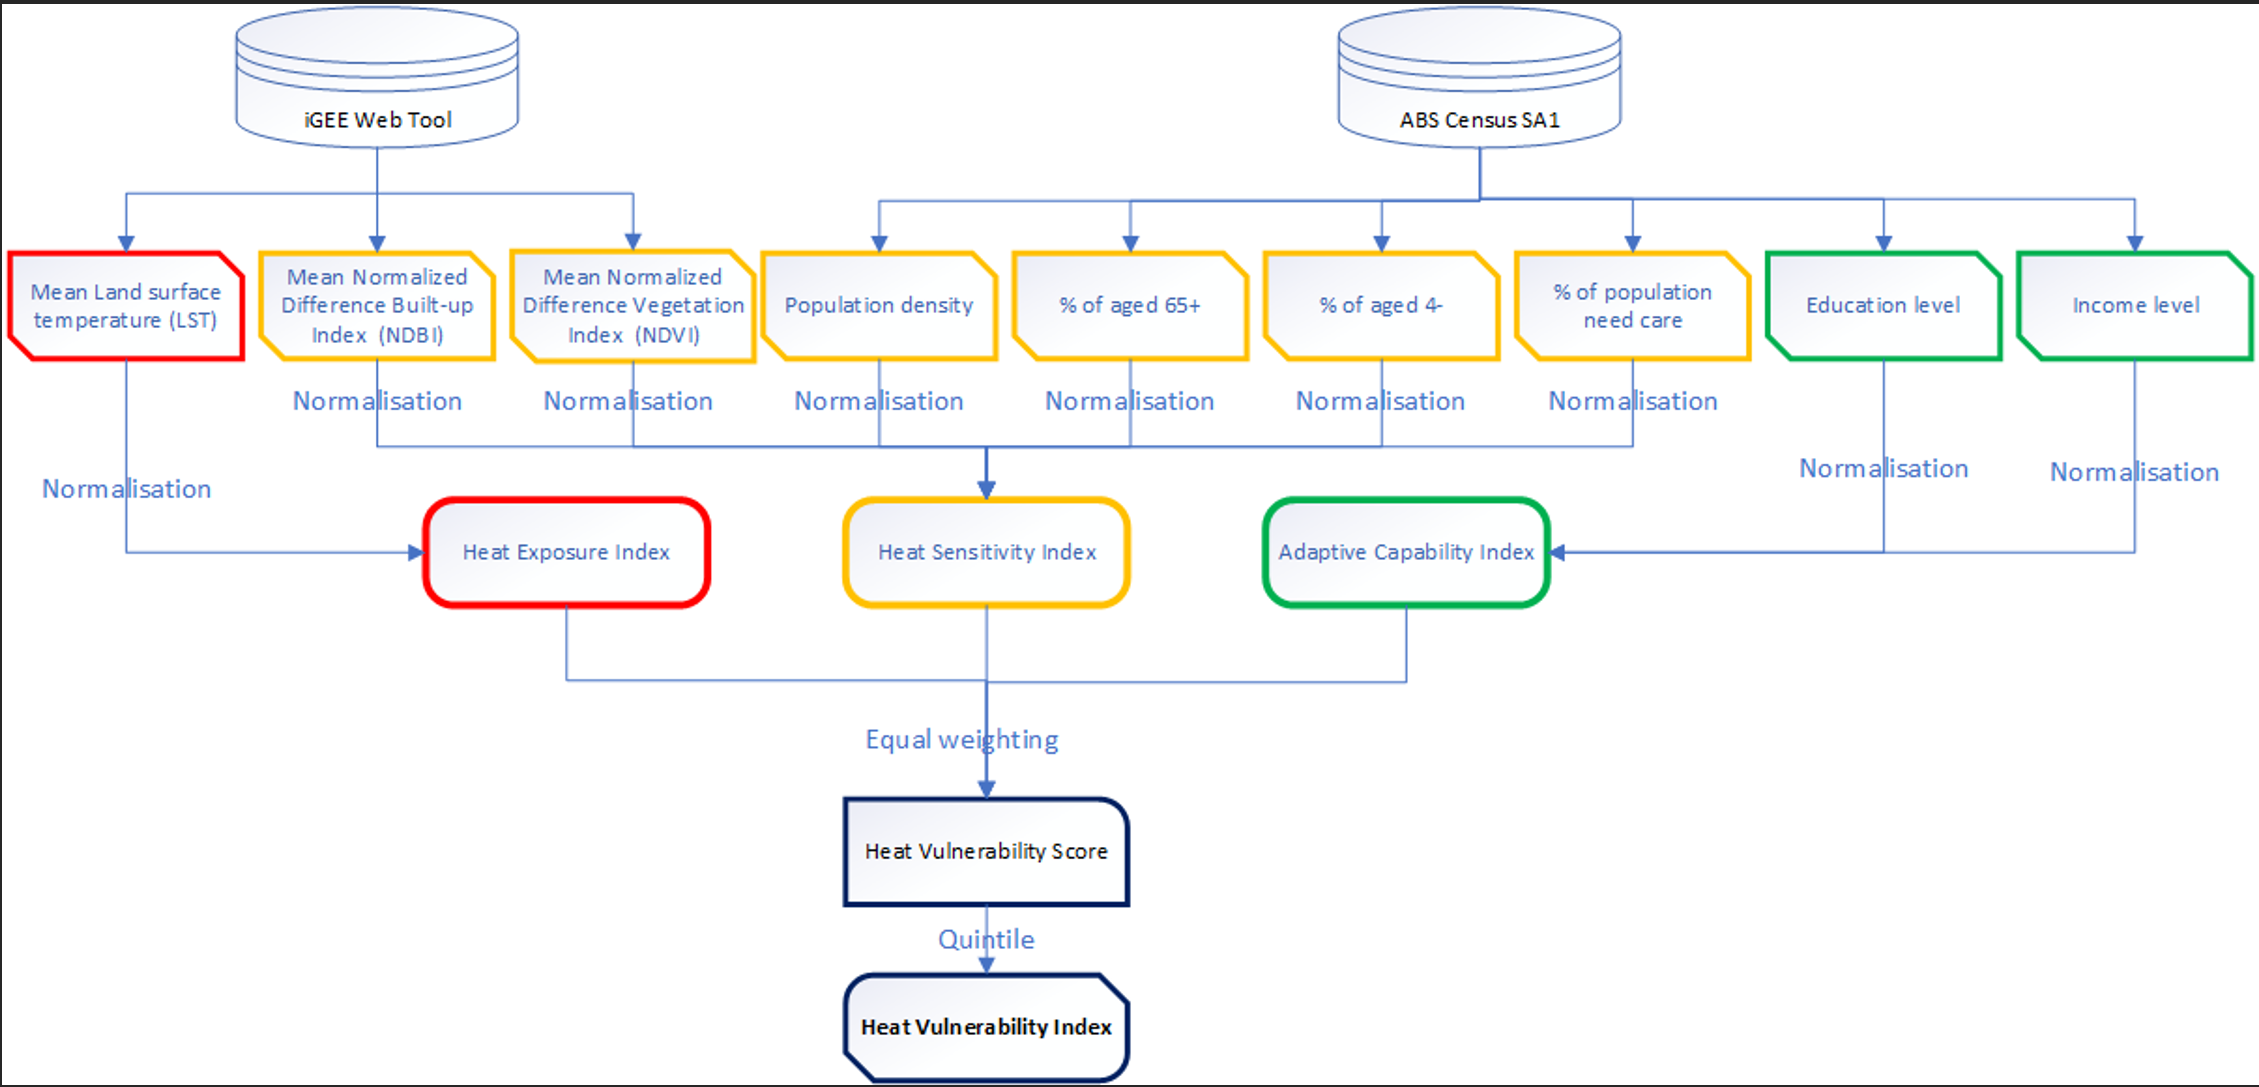 iGEE Web Tool
ABS Census SA1
Mean Land surface
temperature (LST)
Mean Normalized
Difference Built-up
Index (NDBI)
Mean Normalized
Difference Vegetation
Index (NDVI)
Population density
% of aged 65+
% of aged 4-
% of population
need care
Education level
Income level
Normalisation
Normalisation
Normalisation
Normalisation
Normalisation
Normalisation
Normalisation
Normalisation
Normalisation
Heat Exposure Index
Heat Sensitivity Index
Adaptive Capability Index
Equal weighting
Heat Vulnerability Score
Quintile
Heat Vulnerability Index